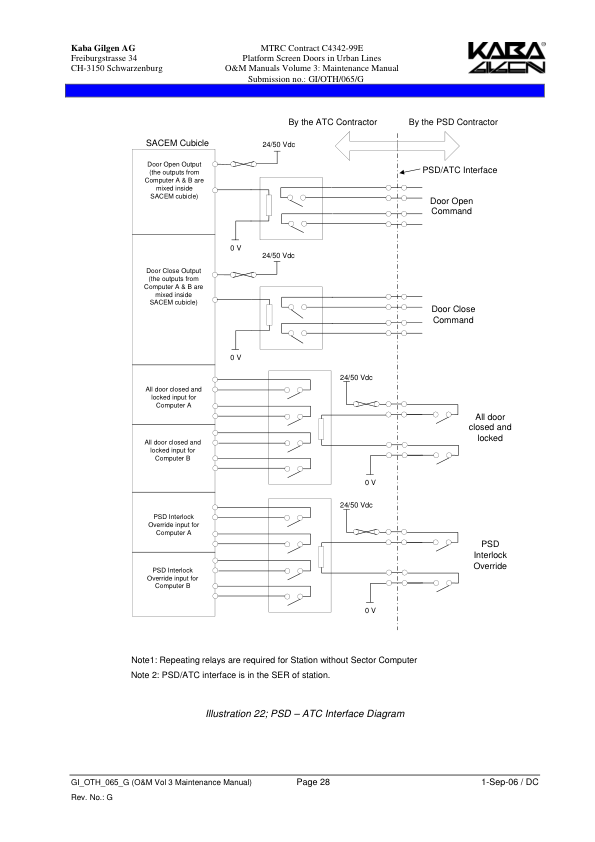 Kaba Gilgen AG
Freiburgstrasse 34
CH-3150 Schwarzenburg
MTRC Contract C4342-99E
Platform Screen Doors in Urban Lines
O&M Manuals Volume 3: Maintenance Manual
Submission no.: GI/OTH/065/G
KABA®
GILGEN
By the ATC Contractor
By the PSD Contractor
SACEM Cubicle
24/50 Vdc
PSD/ATC Interface
Door Open Output
(the outputs from
Computer A & B are
mixed inside
SACEM cubicle)
Door Open
Command
0 V
24/50 Vdc
Door Close Output
(the outputs from
Computer A & B are
mixed inside
SACEM cubicle)
Door Close
Command
0 V
24/50 Vdc
All door closed and
locked input for
Computer A
All door closed and
locked input for
Computer B
All door
closed and
locked
0 V
24/50 Vdc
PSD Interlock
Override input for
Computer A
PSD Interlock
Override input for
Computer B
PSD
Interlock
Override
0 V
Note1: Repeating relays are required for Station without Sector Computer
Note 2: PSD/ATC interface is in the SER of station.
Illustration 22; PSD – ATC Interface Diagram
GI_OTH_065_G (O&M Vol 3 Maintenance Manual)
Page 28
1-Sep-06 / DC
Rev. No.: G